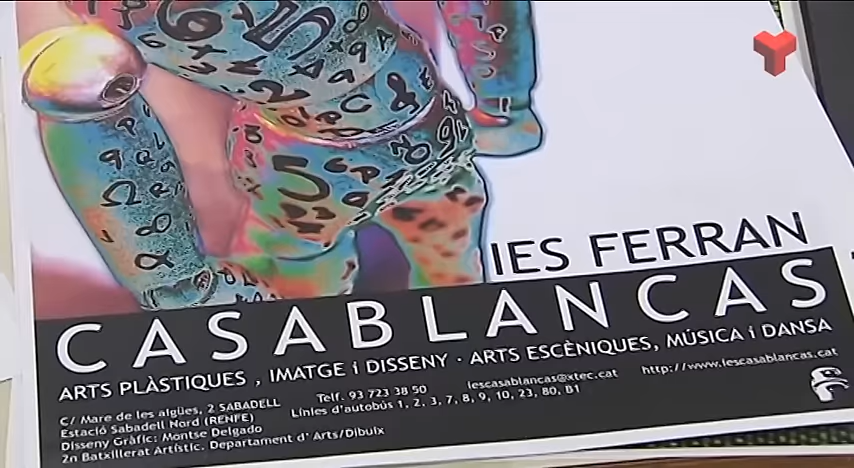 IES FERRAN
CASABLANCAS
ARTS PLÀSTIQUES , IMATGE I DISSENY · ARTS ESCÈNIQUES, MÚSICA I DANSA
C/ Mare de les aigües, 2 SABADELL
Telf. 93 723 38 50
iescasablancas@xtec.cat
http://www.iescasablancas.cat
Estació Sabadell Nord (RENFE)
Línies d'autobús 1, 2, 3, 7, 8, 9, 10, 23, 80, B1
Disseny Gràfic: Montse Delgado
2n Batxillerat Artístic. Departament d' Arts/Dibuix